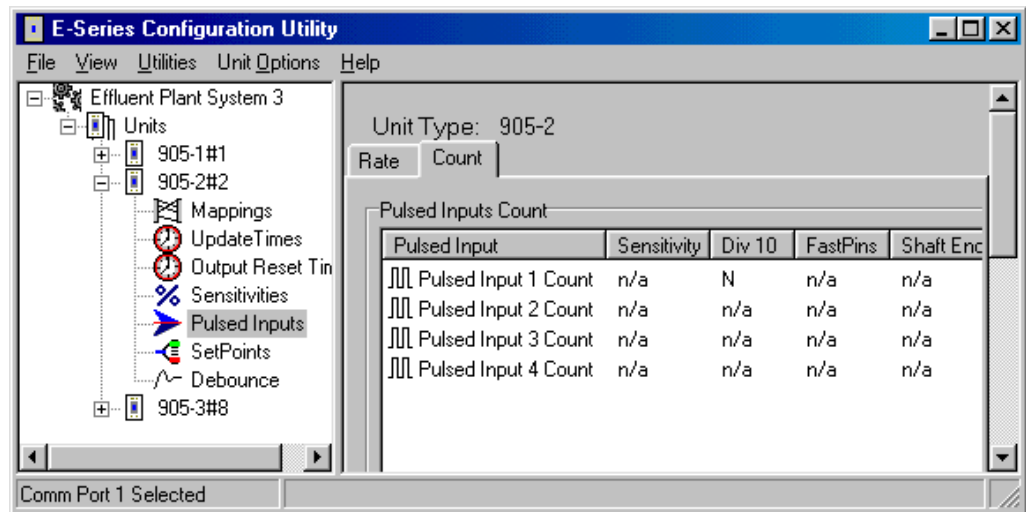 E-Series Configuration Utility
File View Utilities Unit Options Help
Effluent Plant System 3
Units
905-1#1
905-2#2
Mappings
UpdateTimes
Output Reset Tin
Sensitivities
Pulsed Inputs
SetPoints
Debounce
905-3#8
Unit Type: 905-2
Rate Count
Pulsed Inputs Count
Pulsed Input Sensitivity Div 10 FastPins Shaft Enc
Pulsed Input 1 Count n/a N n/a n/a
Pulsed Input 2 Count n/a n/a n/a n/a
Pulsed Input 3 Count n/a n/a n/a n/a
Pulsed Input 4 Count n/a n/a n/a n/a
Comm Port 1 Selected